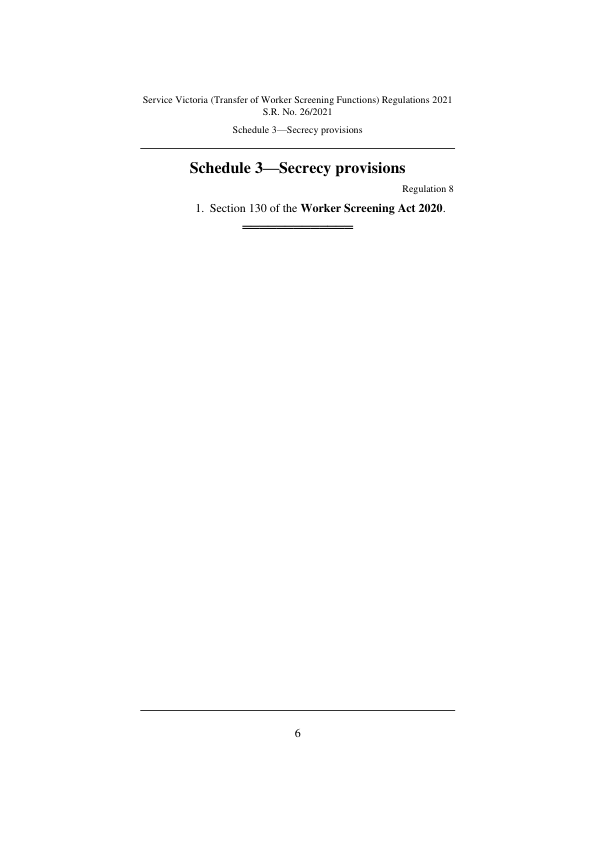 Service Victoria (Transfer of Worker Screening Functions) Regulations 2021
S.R. No. 26/2021
Schedule 3—Secrecy provisions
Schedule 3—Secrecy provisions
Regulation 8
1. Section 130 of the Worker Screening Act 2020.
6